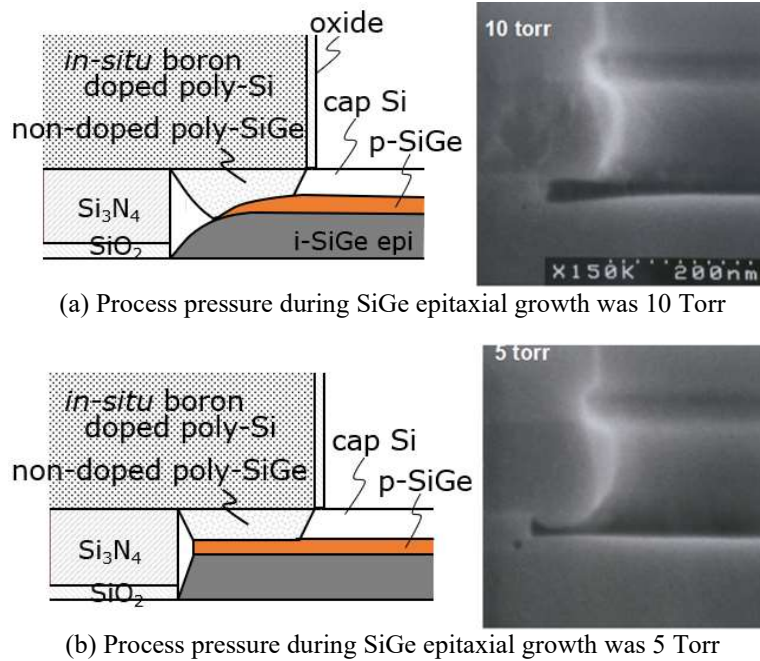 oxide
in-situ boron
doped poly-Si
cap Si
non-doped poly-SiGe
p-SiGe
Si₃N₄
SiO₂
i-SiGe epi
10 torr
X150K 200nm
(a) Process pressure during SiGe epitaxial growth was 10 Torr
in-situ boron
doped poly-Si
cap Si
non-doped poly-SiGe
p-SiGe
Si₃N₄
SiO₂
5 torr
(b) Process pressure during SiGe epitaxial growth was 5 Torr